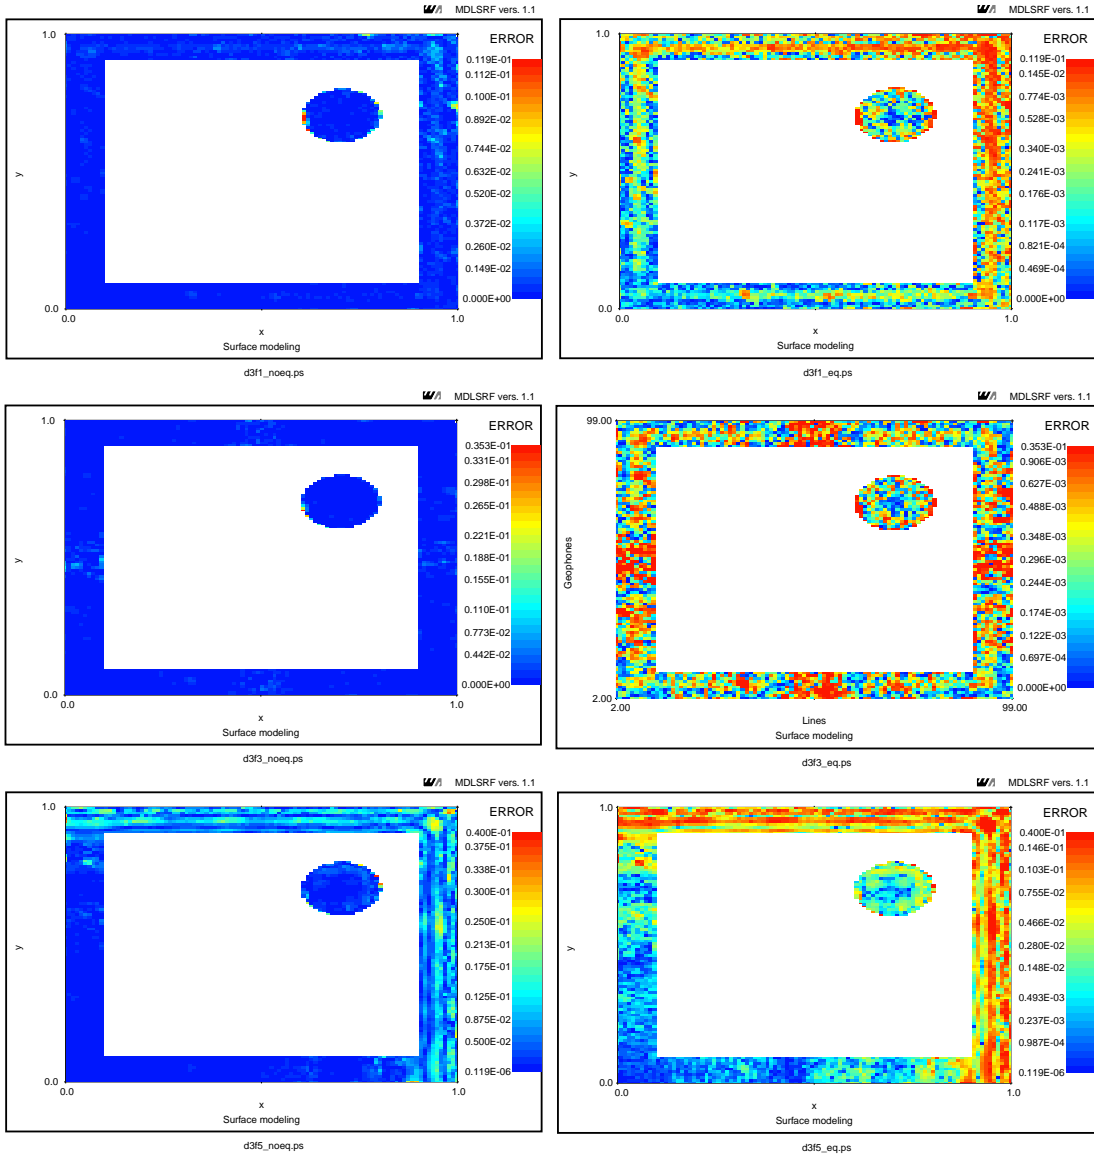 MDLSRF vers. 1.1
ERROR
1.0
0.119E-01
0.112E-01
0.100E-01
0.892E-02
0.744E-02
0.632E-02
0.520E-02
0.372E-02
0.260E-02
0.149E-02
0.000E+00
y
0.0
0.0
1.0
x
Surface modeling
d3f1_noeq.ps
MDLSRF vers. 1.1
ERROR
1.0
0.119E-01
0.145E-02
0.774E-03
0.528E-03
0.340E-03
0.241E-03
0.176E-03
0.117E-03
0.821E-04
0.469E-04
0.000E+00
y
0.0
0.0
1.0
x
Surface modeling
d3f1_eq.ps
MDLSRF vers. 1.1
ERROR
1.0
0.353E-01
0.331E-01
0.298E-01
0.265E-01
0.221E-01
0.188E-01
0.155E-01
0.110E-01
0.773E-02
0.442E-02
0.000E+00
y
0.0
0.0
1.0
x
Surface modeling
d3f3_noeq.ps
MDLSRF vers. 1.1
ERROR
99.00
0.353E-01
0.906E-03
0.627E-03
0.488E-03
0.348E-03
0.296E-03
0.244E-03
0.174E-03
0.122E-03
0.697E-04
0.000E+00
Geophones
2.00
2.00
99.00
Lines
Surface modeling
d3f3_eq.ps
MDLSRF vers. 1.1
ERROR
1.0
0.400E-01
0.375E-01
0.338E-01
0.300E-01
0.250E-01
0.213E-01
0.175E-01
0.125E-01
0.875E-02
0.500E-02
0.119E-06
y
0.0
0.0
1.0
x
Surface modeling
d3f5_noeq.ps
MDLSRF vers. 1.1
ERROR
1.0
0.400E-01
0.146E-01
0.103E-01
0.755E-02
0.466E-02
0.280E-02
0.148E-02
0.493E-03
0.237E-03
0.987E-04
0.119E-06
y
0.0
0.0
1.0
x
Surface modeling
d3f5_eq.ps